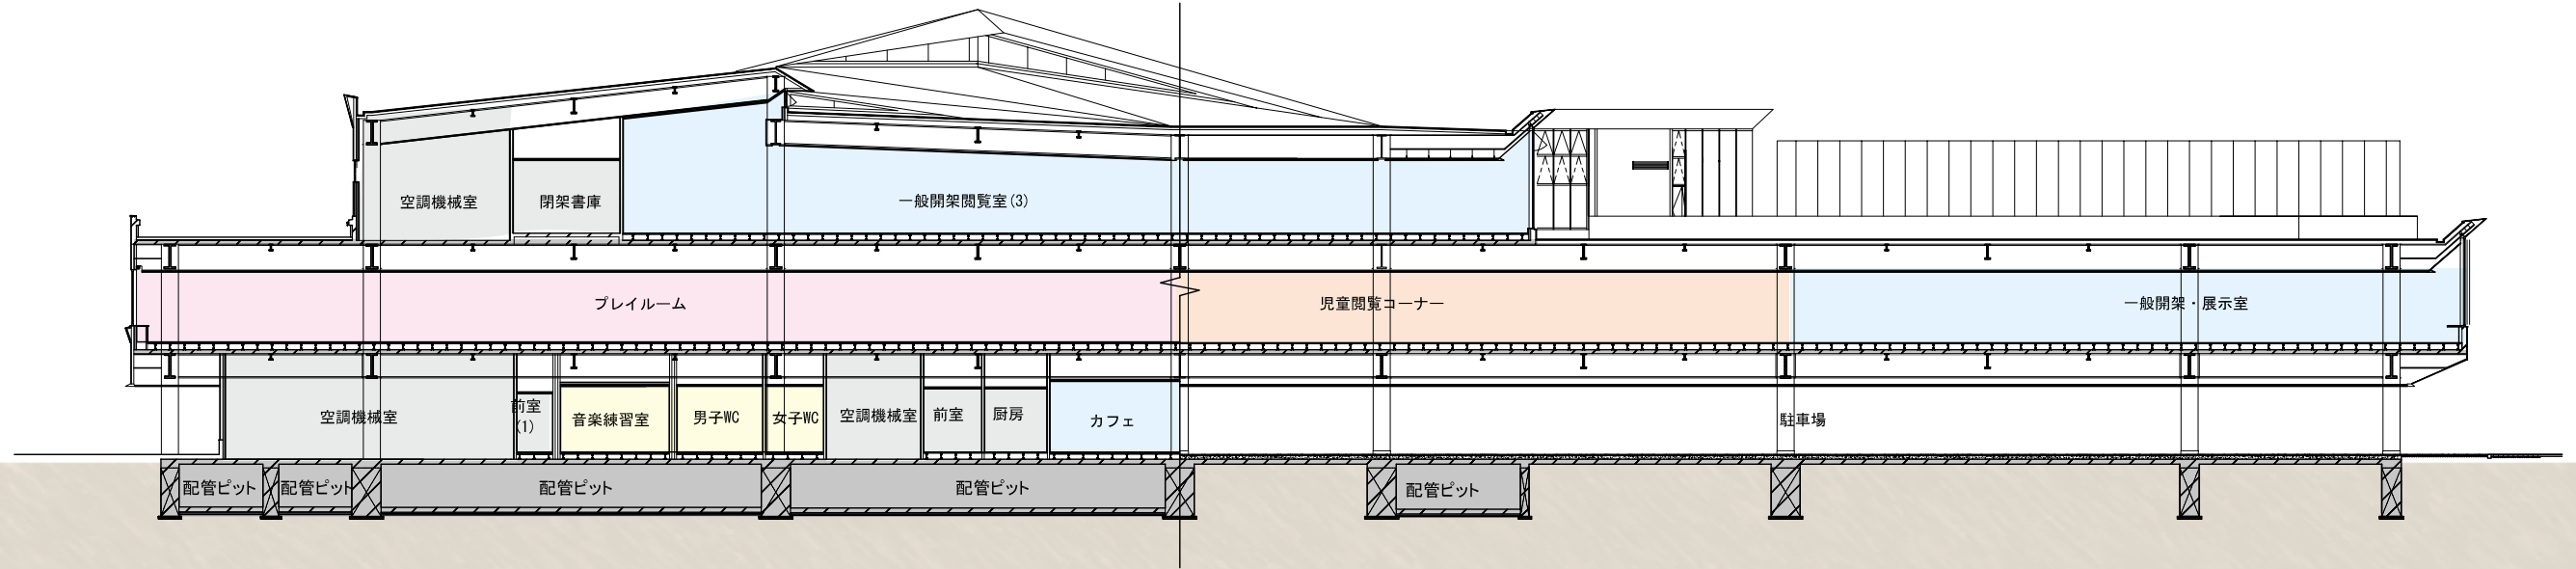 空調機械室
閉架書庫
一般開架閲覧室(3)
プレイルーム
児童閲覧コーナー
一般開架・展示室
空調機械室
前室
(1)
音楽練習室
男子WC
女子WC
空調機械室
前室
厨房
カフェ
駐車場
配管ピット
配管ピット
配管ピット
配管ピット
配管ピット